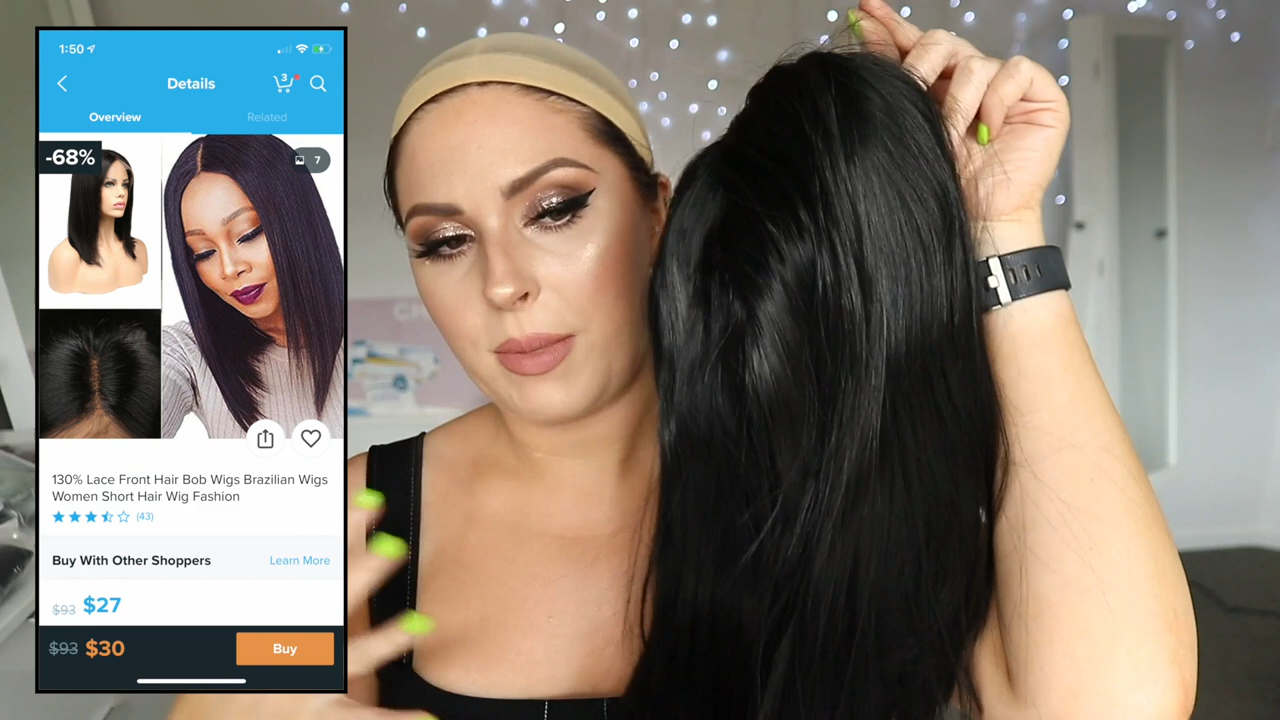 1:50
Details
3
Overview
Related
-68%
7
130% Lace Front Hair Bob Wigs Brazilian Wigs
Women Short Hair Wig Fashion
(43)
Buy With Other Shoppers
Learn More
$93 $27
$93 $30
Buy